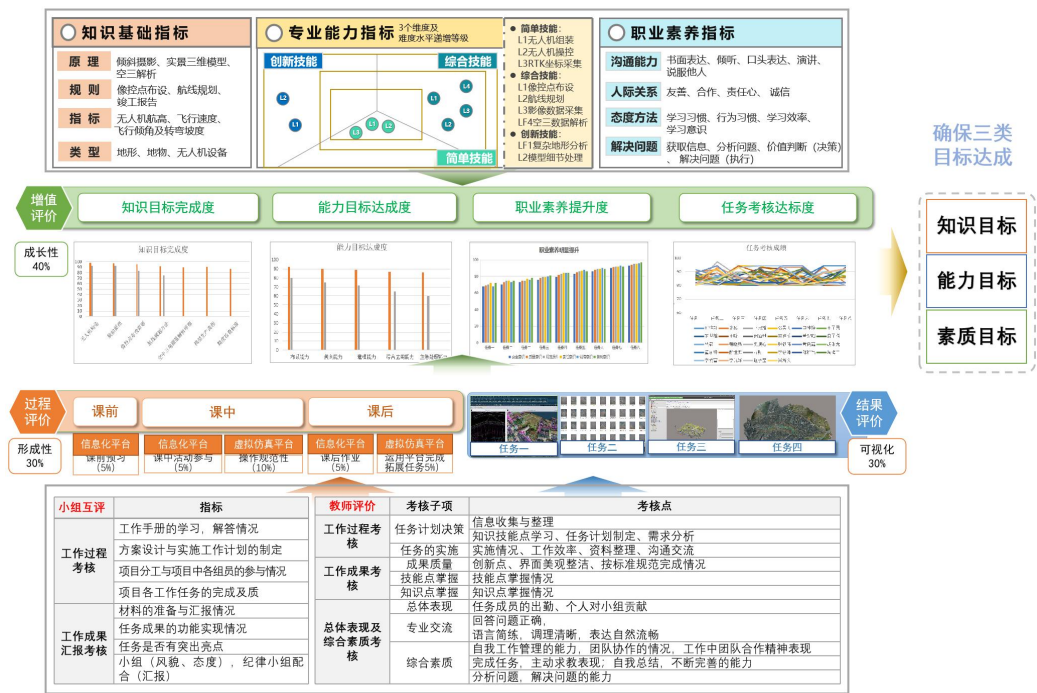 知识基础指标
原 理
倾斜摄影、实景三维模型、
空三解析
规 则
像控点布设、航线规划、
竣工报告
指 标
无人机航高、飞行速度、
飞行倾角及转弯坡度
类 型
地形、地物、无人机设备
专业能力指标
3个维度及
难度水平递增等级
创新技能
综合技能
简单技能
L2
L1
L4
L1
L3
L2
L1
L2
L3
简单技能:
L1无人机组装
L2无人机操控
L3RTK坐标采集
综合技能:
L1像控点布设
L2航线规划
L3影像数据采集
LF4空三数据解析
创新技能:
LF1复杂地形分析
L2模型细节处理
职业素养指标
沟通能力
书面表达、倾听、口头表达、演讲、
说服他人
人际关系
友善、合作、责任心、 诚信
态度方法
学习习惯、行为习惯、学习效率、
学习意识
解决问题
获取信息、分析问题、价值判断（决策）
、 解决问题（执行）
确保三类
目标达成
知识目标
能力目标
素质目标
增值
评价
知识目标完成度
能力目标达成度
职业素养提升度
任务考核达标度
成长性
40%
知识目标完成度
能力目标达成度
职业素养明显提升
任务考核成绩
过程
评价
课前
课中
课后
形成性
30%
信息化平台
课前预习
(5%)
信息化平台
课中活动参与
(5%)
虚拟仿真平台
操作规范性
(10%)
信息化平台
课后作业
(5%)
虚拟仿真平台
运用平台完成
拓展任务5%)
任务一
任务二
任务三
任务四
结果
评价
可视化
30%
小组互评
指标
工作过程
考核
工作手册的学习，解答情况
方案设计与实施工作计划的制定
项目分工与项目中各组员的参与情况
项目各工作任务的完成及质
工作成果
汇报考核
材料的准备与汇报情况
任务成果的功能实现情况
任务是否有突出亮点
小组（风貌、态度），纪律小组配
合（汇报）
教师评价
考核子项
考核点
工作过程考
核
任务计划决策
信息收集与整理
知识技能点学习、任务计划制定、需求分析
任务的实施
实施情况、工作效率、资料整理、沟通交流
工作成果考
核
成果质量
创新点、界面美观整洁、按标准规范完成情况
技能点掌握
技能点掌握情况
知识点掌握
知识点掌握情况
总体表现及
综合素质考
核
总体表现
任务成员的出勤、个人对小组贡献
专业交流
回答问题正确，
语言简练，调理清晰，表达自然流畅
综合素质
自我工作管理的能力，团队协作的情况，工作中团队合作精神表现
完成任务，主动求教表现；自我总结，不断完善的能力
分析问题，解决问题的能力